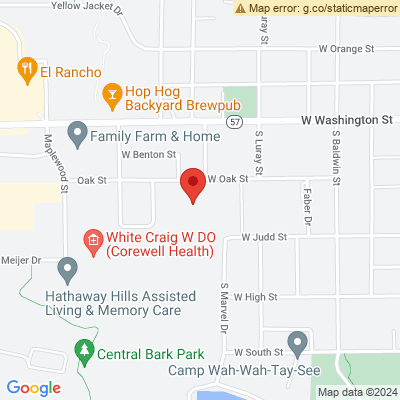 Yellow Jacket Dr
Map error: g.co/staticmaperror
Luray St
W Orange St
El Rancho
Hop Hog
Backyard Brewpub
57
W Washington St
Family Farm & Home
Maplewood St
W Benton St
S Luray St
S Baldwin St
Oak St
W Oak St
Faber Dr
White Craig W DO
(Corewell Health)
W Judd St
Meijer Dr
Hathaway Hills Assisted
Living & Memory Care
S Marvel Dr
W High St
Central Bark Park
W South St
Camp Wah-Wah-Tay-See
Google
Map data ©2024